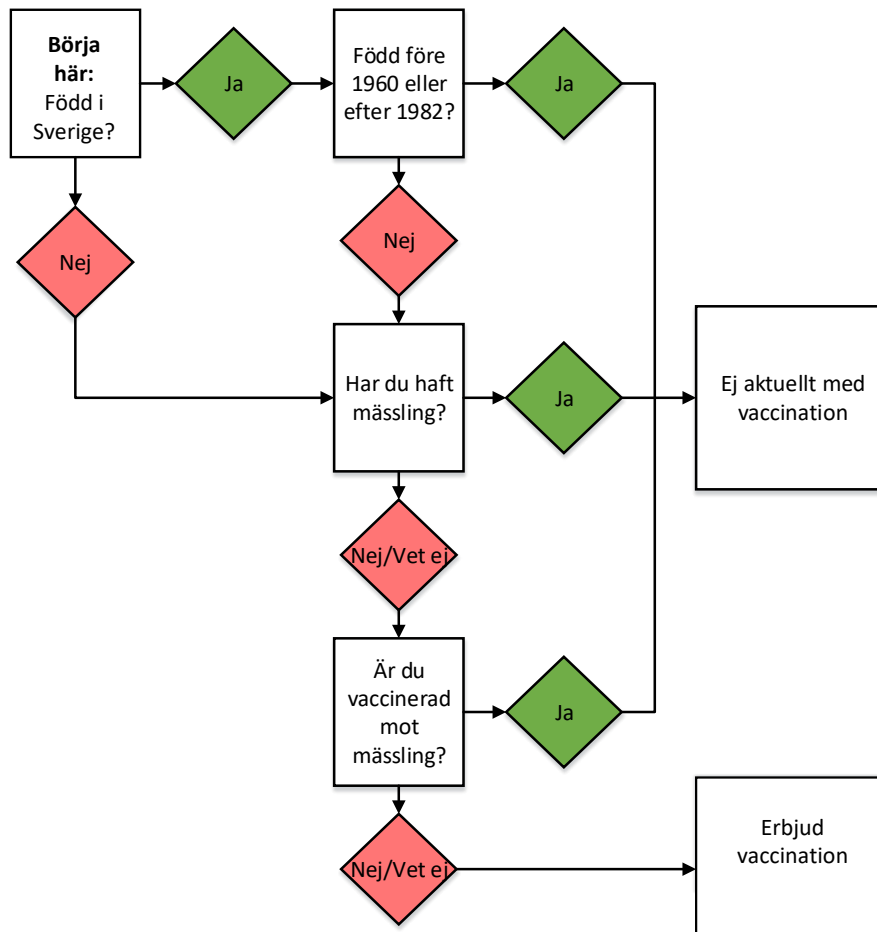 Börja
här:
Född i
Sverige?
Ja
Född före
1960 eller
efter 1982?
Ja
Nej
Nej
Har du haft
mässling?
Ja
Ej aktuellt med
vaccination
Nej/Vet ej
Är du
vaccinerad
mot
mässling?
Ja
Nej/Vet ej
Erbjud
vaccination